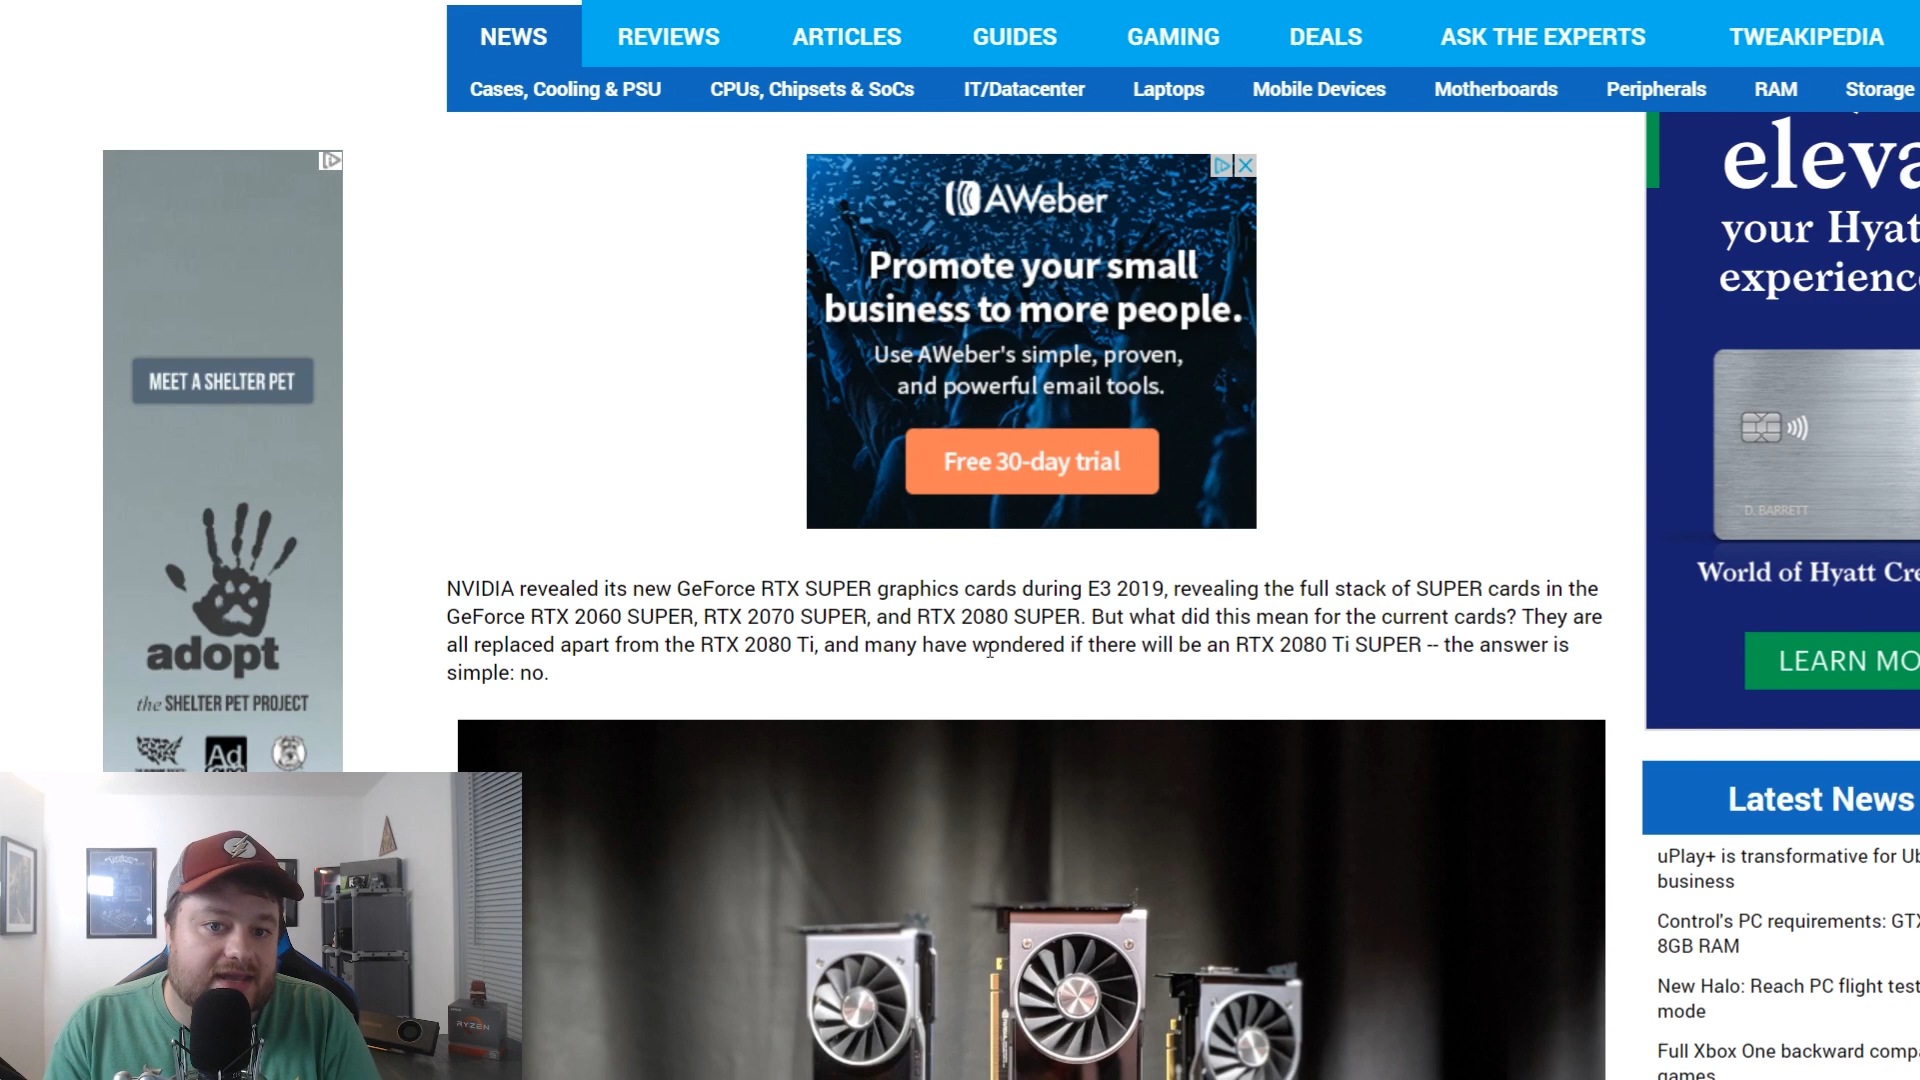 NEWS
REVIEWS
ARTICLES
GUIDES
GAMING
DEALS
ASK THE EXPERTS
TWEAKIPEDIA
Cases, Cooling & PSU
CPUs, Chipsets & SoCs
IT/Datacenter
Laptops
Mobile Devices
Motherboards
Peripherals
RAM
Storage
MEET A SHELTER PET
adopt
the SHELTER PET PROJECT
Ad
AWeber
Promote your small
business to more people.
Use AWeber's simple, proven,
and powerful email tools.
Free 30-day trial
eleva
your Hyat
experienc
D. BARRETT
World of Hyatt Cre
LEARN MO
NVIDIA revealed its new GeForce RTX SUPER graphics cards during E3 2019, revealing the full stack of SUPER cards in the
GeForce RTX 2060 SUPER, RTX 2070 SUPER, and RTX 2080 SUPER. But what did this mean for the current cards? They are
all replaced apart from the RTX 2080 Ti, and many have wondered if there will be an RTX 2080 Ti SUPER -- the answer is
simple: no.
Latest News
uPlay+ is transformative for Ub
business
Control's PC requirements: GTX
8GB RAM
New Halo: Reach PC flight test
mode
Full Xbox One backward compa
games
RYZEN